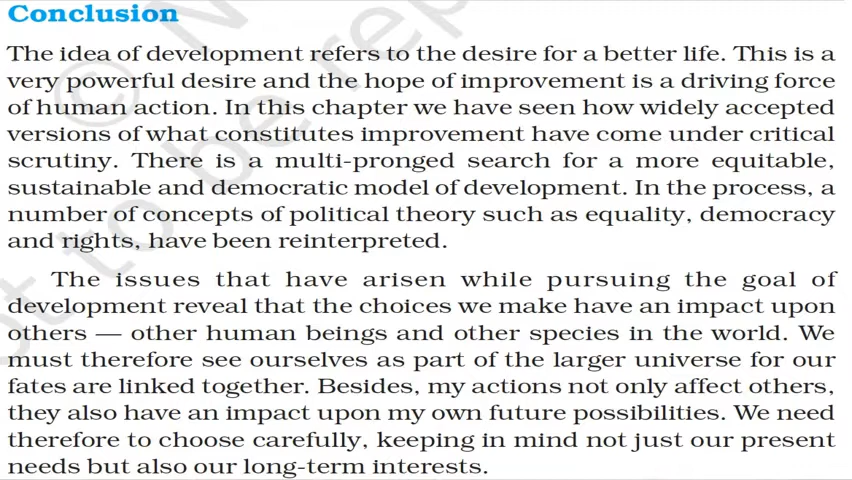 Conclusion
The idea of development refers to the desire for a better life. This is a
very powerful desire and the hope of improvement is a driving force
of human action. In this chapter we have seen how widely accepted
versions of what constitutes improvement have come under critical
scrutiny. There is a multi-pronged search for a more equitable,
sustainable and democratic model of development. In the process, a
number of concepts of political theory such as equality, democracy
and rights, have been reinterpreted.
The issues that have arisen while pursuing the goal of
development reveal that the choices we make have an impact upon
others — other human beings and other species in the world. We
must therefore see ourselves as part of the larger universe for our
fates are linked together. Besides, my actions not only affect others,
they also have an impact upon my own future possibilities. We need
therefore to choose carefully, keeping in mind not just our present
needs but also our long-term interests.